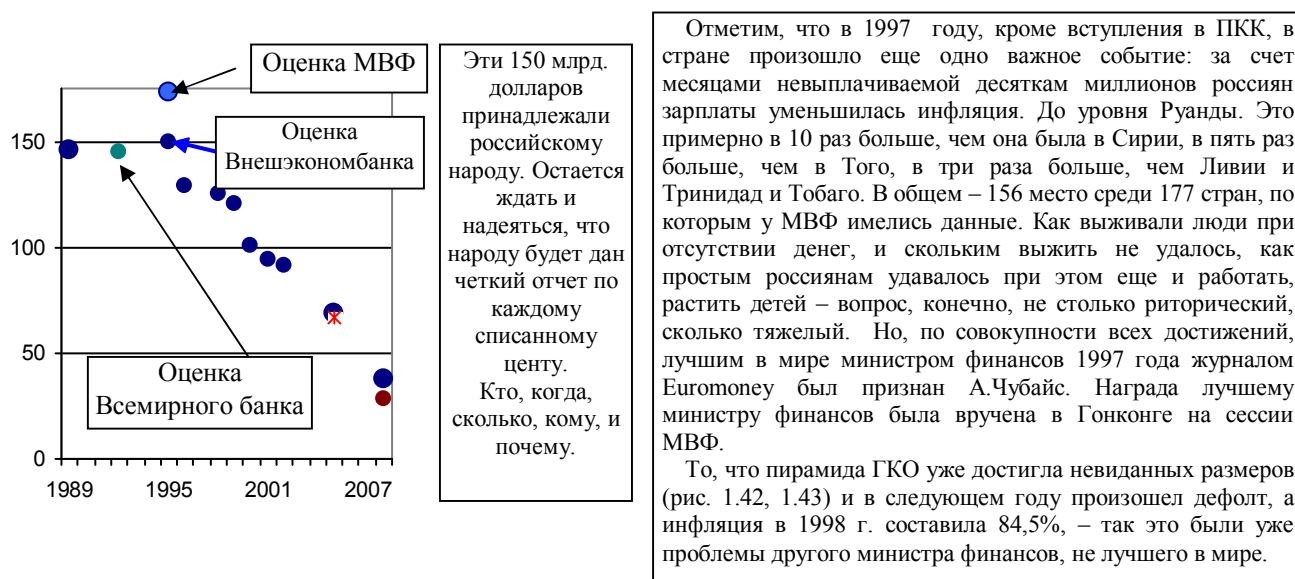 Оценка МВФ
Оценка
Внешэкономбанка
150
100
50
0
Оценка
Всемирного банка
1989
1995
2001
2007
Эти 150 млрд.
долларов
принадлежали
российскому
народу. Остается
ждать и
надеяться, что
народу будет дан
четкий отчет по
каждому
списанному
центу.
Кто, когда,
сколько, кому, и
почему.
Отметим, что в 1997 году, кроме вступления в ПКК, в
стране произошло еще одно важное событие: за счет
месяцами невыплачиваемой десяткам миллионов россиян
зарплаты уменьшилась инфляция. До уровня Руанды. Это
примерно в 10 раз больше, чем она была в Сирии, в пять раз
больше, чем в Того, в три раза больше, чем Ливии и
Тринидад и Тобаго. В общем – 156 место среди 177 стран, по
которым у МВФ имелись данные. Как выживали люди при
отсутствии денег, и скольким выжить не удалось, как
простым россиянам удавалось при этом еще и работать,
растить детей – вопрос, конечно, не столько риторический,
сколько тяжелый. Но, по совокупности всех достижений,
лучшим в мире министром финансов 1997 года журналом
Euromoney был признан А.Чубайс. Награда лучшему
министру финансов была вручена в Гонконге на сессии
МВФ.
То, что пирамида ГКО уже достигла невиданных размеров
(рис. 1.42, 1.43) и в следующем году произошел дефолт, а
инфляция в 1998 г. составила 84,5%, – так это были уже
проблемы другого министра финансов, не лучшего в мире.